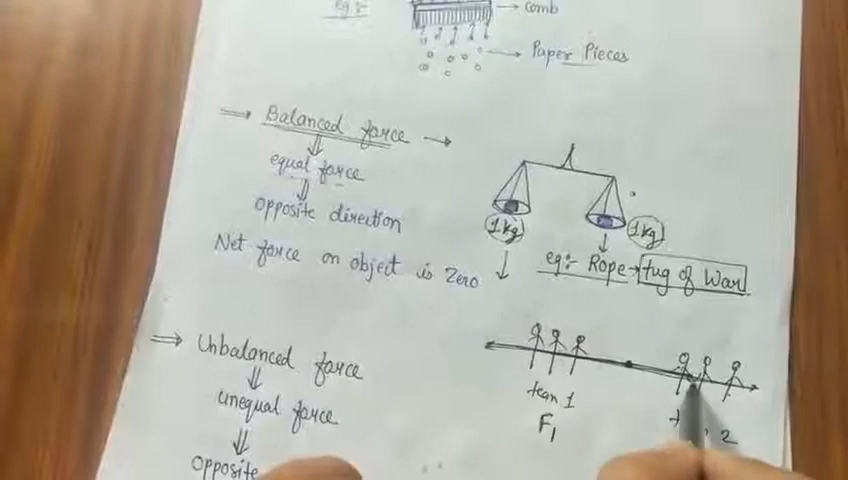 Eg:-
→ Comb
→ Paper Pieces
⇒ Balanced force →
equal force
opposite direction
Net force on object is Zero
1kg
1kg
eg:- Rope→ tug of War
⇒ Unbalanced force
unequal force
Opposite
team 1
F1
2